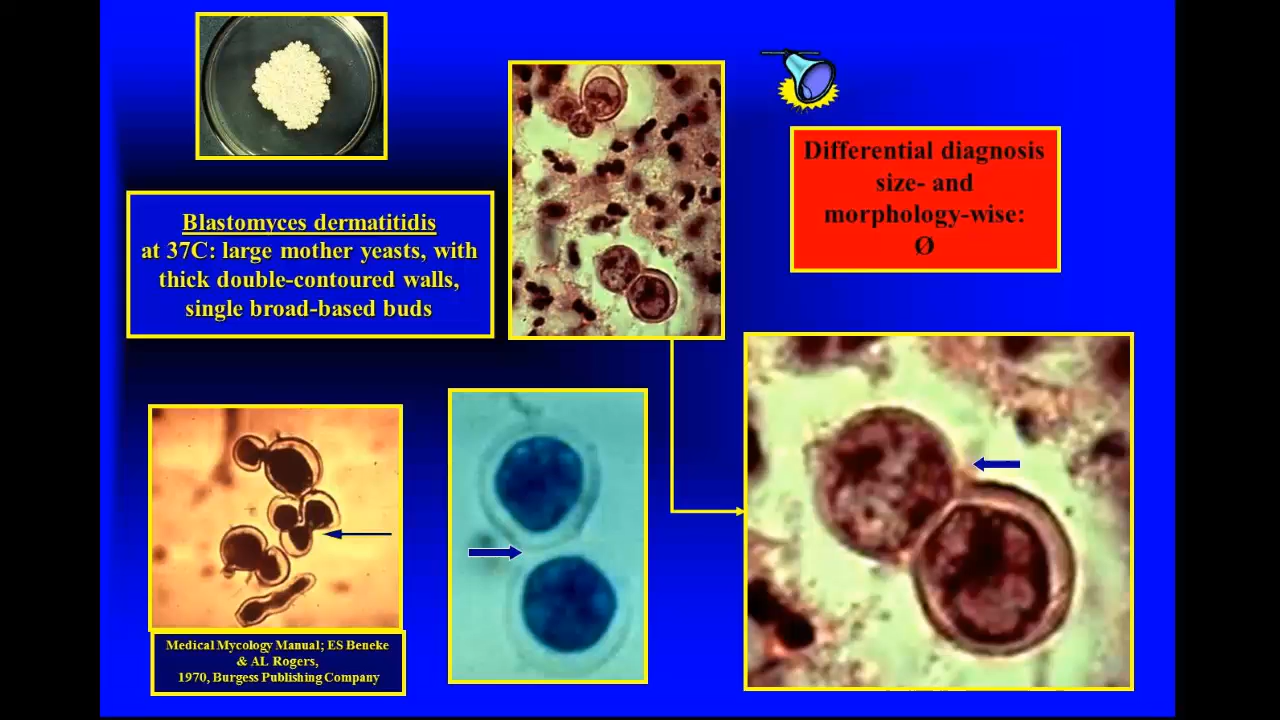 Blastomyces dermatitidis
at 37C: large mother yeasts, with
thick double-contoured walls,
single broad-based buds
Differential diagnosis
size- and
morphology-wise:
Ø
Medical Mycology Manual; ES Beneke
& AL Rogers,
1970, Burgess Publishing Company